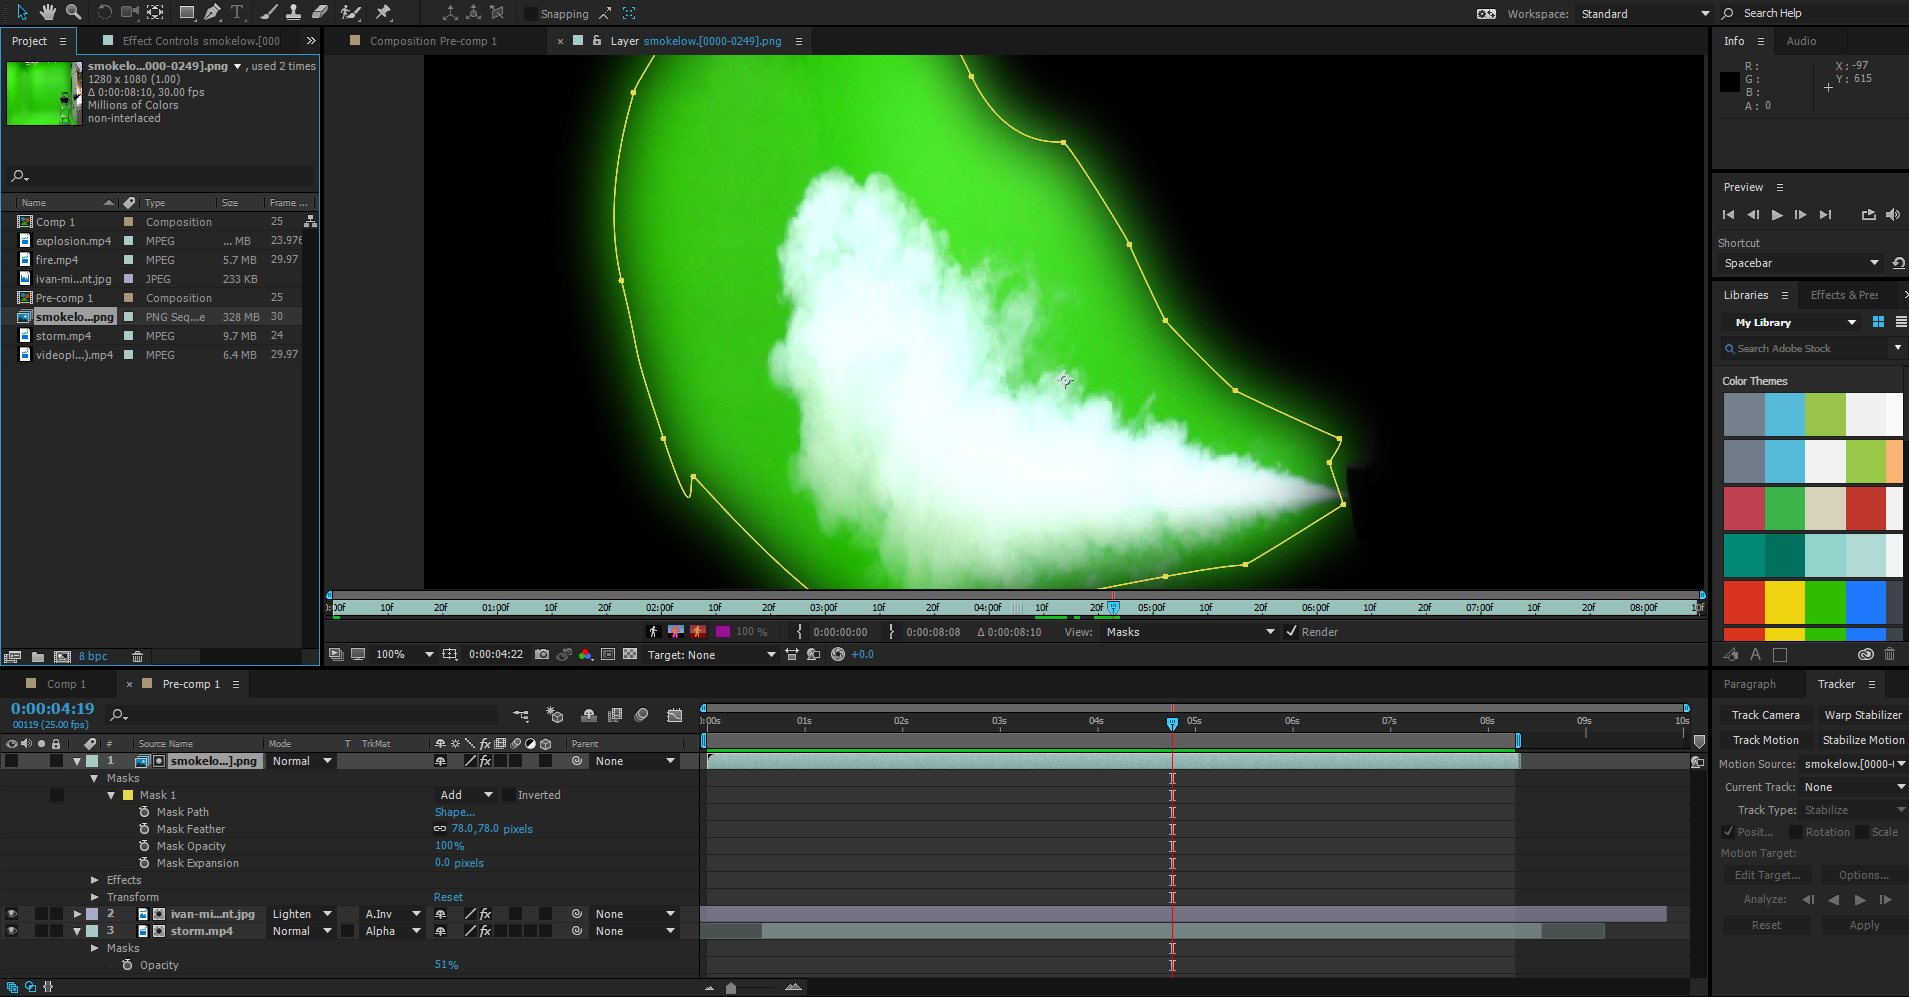 Snapping
Workspace: Standard
Search Help
Project
Effect Controls smokelow.[000
Composition Pre-comp 1
Layer smokelow.[0000-0249].png
Info
Audio
smokelo...000-0249].png ▼, used 2 times
1280 x 1080 (1.00)
Δ 0:00:08:10, 30.00 fps
Millions of Colors
non-interlaced
R :
G :
B :
A : 0
X : -97
Y : 615
Preview
Shortcut
Spacebar
Name Type Size Frame ...
Comp 1 Composition 25
explosion.mp4 MPEG ... MB 23.976
fire.mp4 MPEG 5.7 MB 29.97
ivan-mi...nt.jpg JPEG 233 KB
Pre-comp 1 Composition 25
smokelo...png PNG Seq...e 328 MB 30
storm.mp4 MPEG 9.7 MB 24
videopl...).mp4 MPEG 6.4 MB 29.97
Libraries
Effects & Pres
My Library
Search Adobe Stock
Color Themes
00f 10f 20f 01:00f 10f 20f 02:00f 10f 20f 03:00f 10f 20f 04:00f 10f 20f 05:00f 10f 20f 06:00f 10f 20f 07:00f 10f 20f 08:00f 10f
100 % 0:00:00:00 0:00:08:08 Δ 0:00:08:10 View: Masks Render
100% 0:00:04:22 Target: None +0.0
8 bpc
Comp 1
Pre-comp 1
0:00:04:19
00119 (25.00 fps)
:00s 01s 02s 03s 04s 05s 06s 07s 08s 09s 10s
# Source Name Mode T TrkMat Parent
1 smokelo...].png Normal None
Masks
Mask 1 Add Inverted
Mask Path Shape...
Mask Feather 78.0,78.0 pixels
Mask Opacity 100%
Mask Expansion 0.0 pixels
Effects
Transform Reset
2 ivan-mi...nt.jpg Lighten A.Inv None
3 storm.mp4 Normal Alpha None
Masks
Opacity 51%
Paragraph
Tracker
Track Camera Warp Stabilizer
Track Motion Stabilize Motion
Motion Source: smokelow.[0000-(
Current Track: None
Track Type: Stabilize
Posit... Rotation Scale
Motion Target:
Edit Target... Options...
Analyze:
Reset Apply